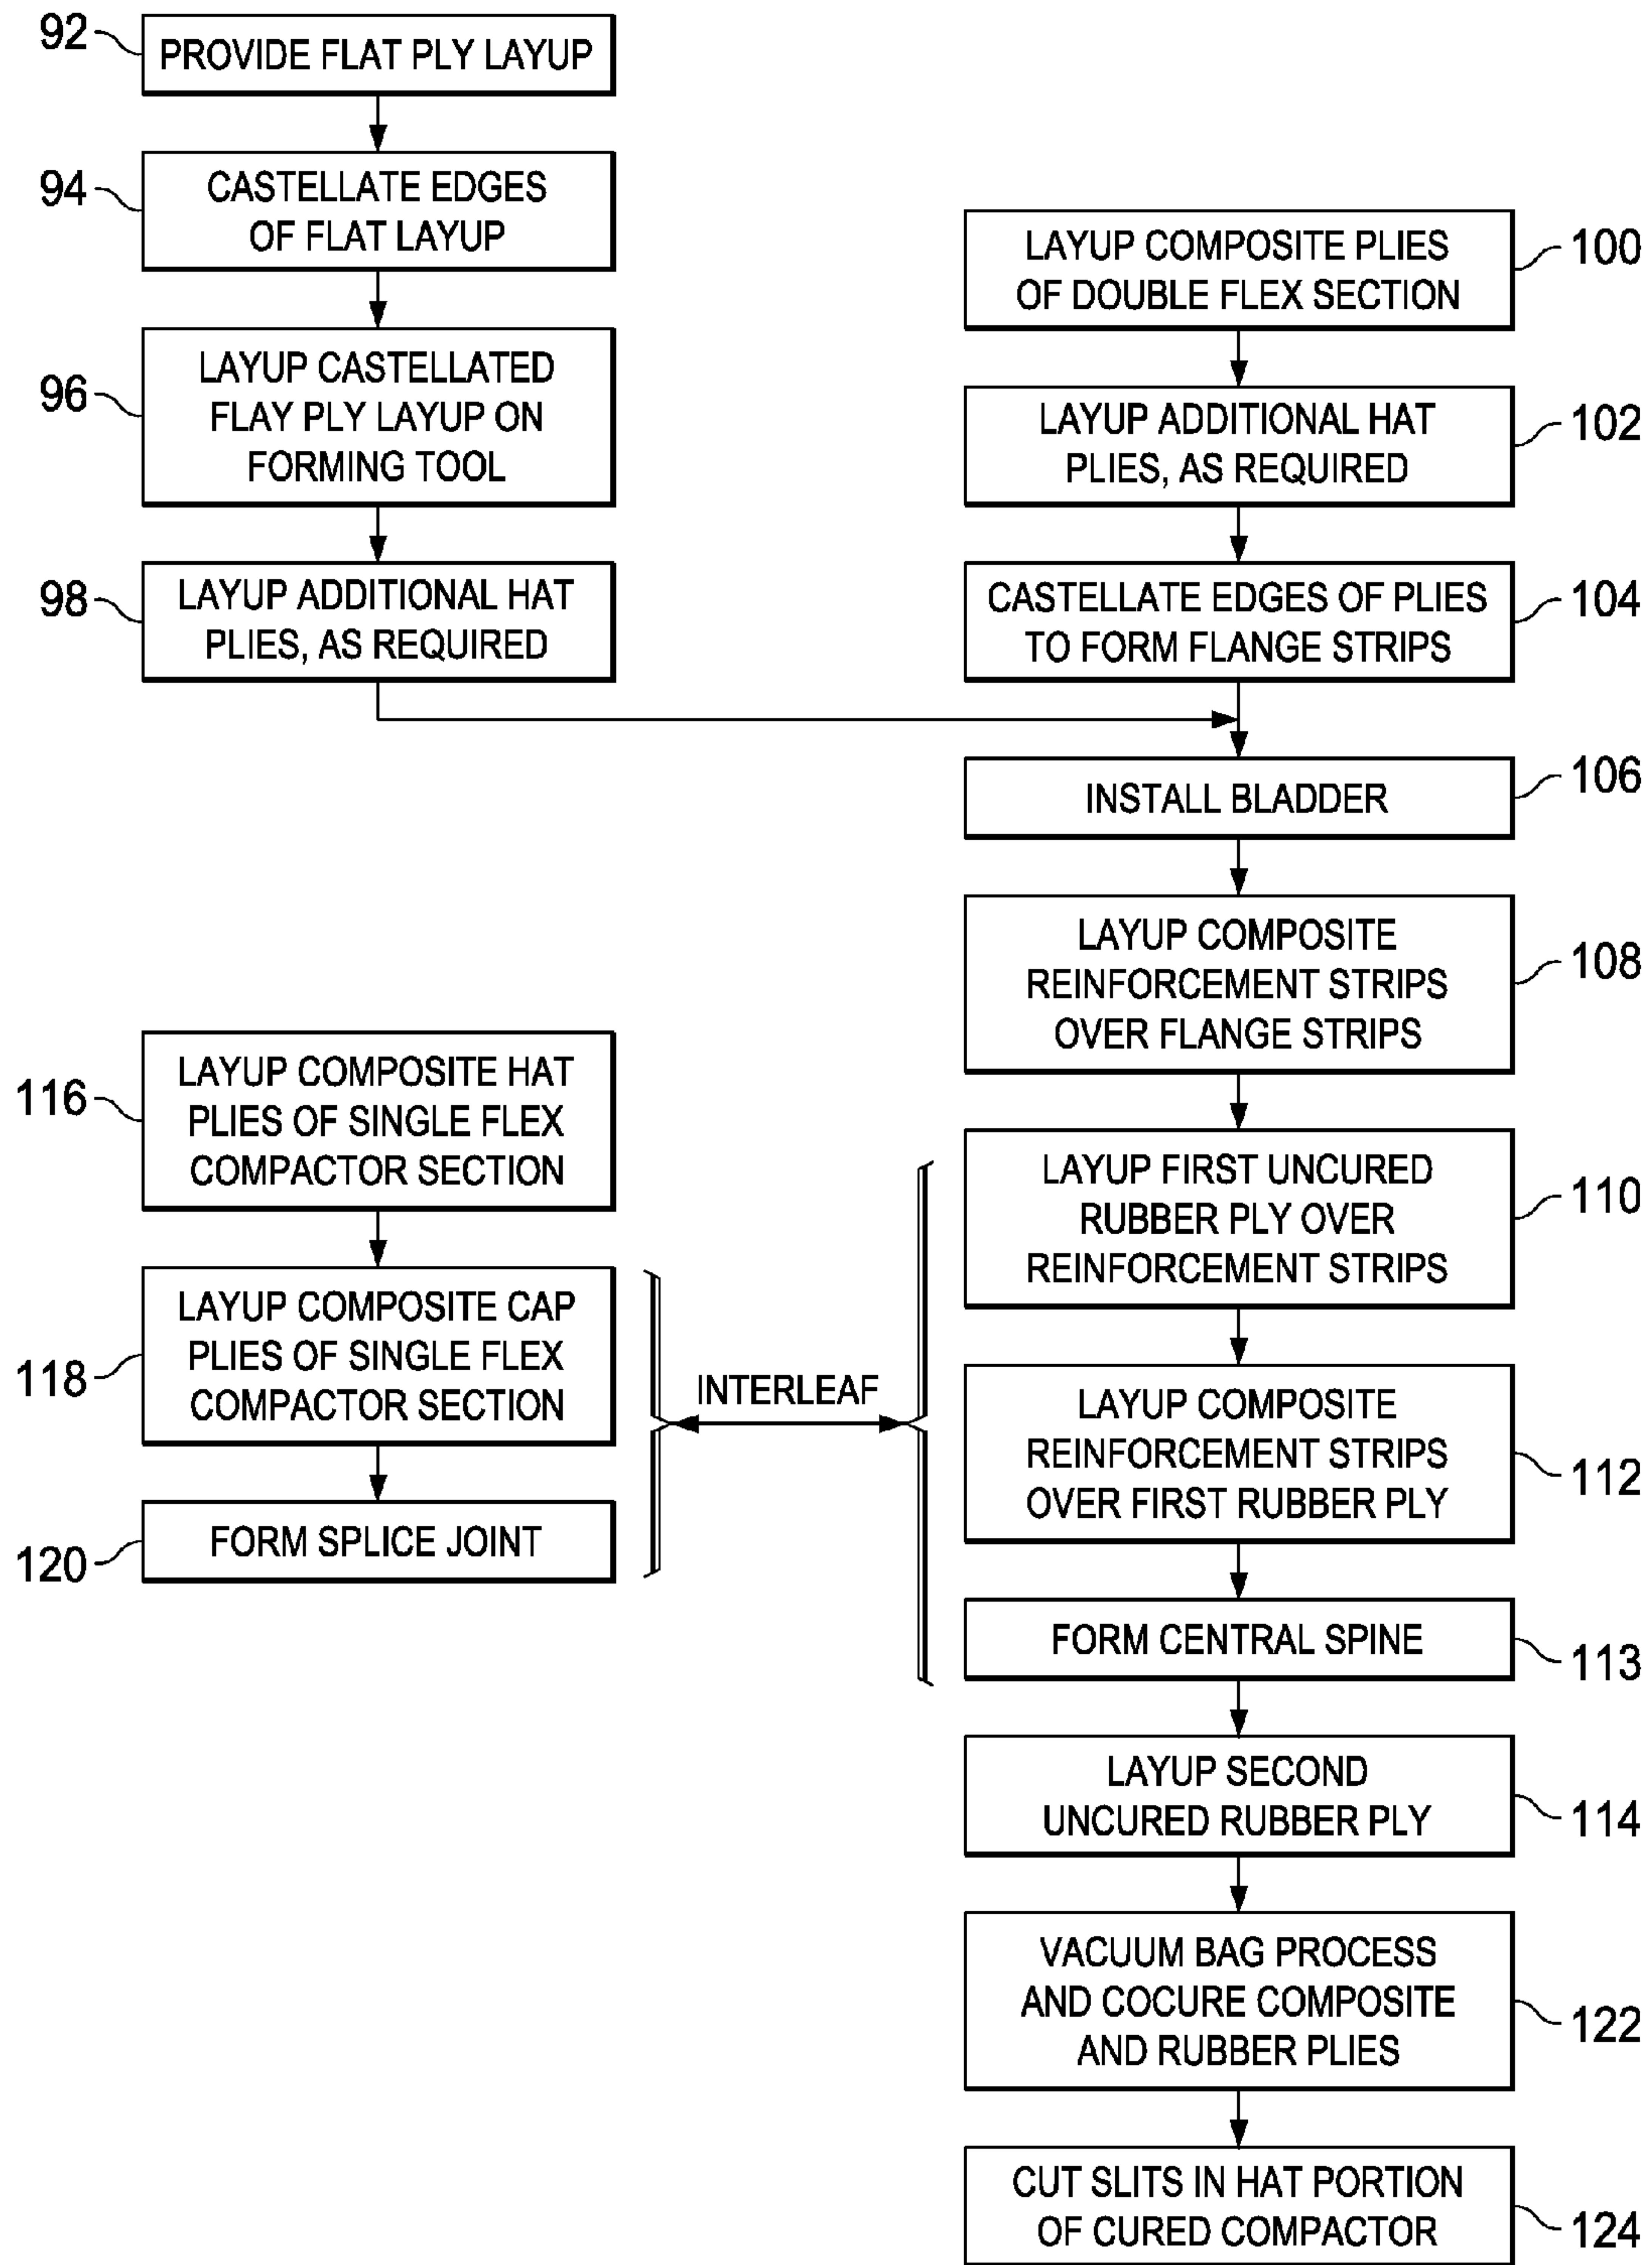 92
PROVIDE FLAT PLY LAYUP
94
CASTELLATE EDGES
OF FLAT LAYUP
96
LAYUP CASTELLATED
FLAY PLY LAYUP ON
FORMING TOOL
98
LAYUP ADDITIONAL HAT
PLIES, AS REQUIRED
LAYUP COMPOSITE PLIES
OF DOUBLE FLEX SECTION
100
LAYUP ADDITIONAL HAT
PLIES, AS REQUIRED
102
CASTELLATE EDGES OF PLIES
TO FORM FLANGE STRIPS
104
INSTALL BLADDER
106
LAYUP COMPOSITE
REINFORCEMENT STRIPS
OVER FLANGE STRIPS
108
116
LAYUP COMPOSITE HAT
PLIES OF SINGLE FLEX
COMPACTOR SECTION
118
LAYUP COMPOSITE CAP
PLIES OF SINGLE FLEX
COMPACTOR SECTION
120
FORM SPLICE JOINT
INTERLEAF
LAYUP FIRST UNCURED
RUBBER PLY OVER
REINFORCEMENT STRIPS
110
LAYUP COMPOSITE
REINFORCEMENT STRIPS
OVER FIRST RUBBER PLY
112
FORM CENTRAL SPINE
113
LAYUP SECOND
UNCURED RUBBER PLY
114
VACUUM BAG PROCESS
AND COCURE COMPOSITE
AND RUBBER PLIES
122
CUT SLITS IN HAT PORTION
OF CURED COMPACTOR
124